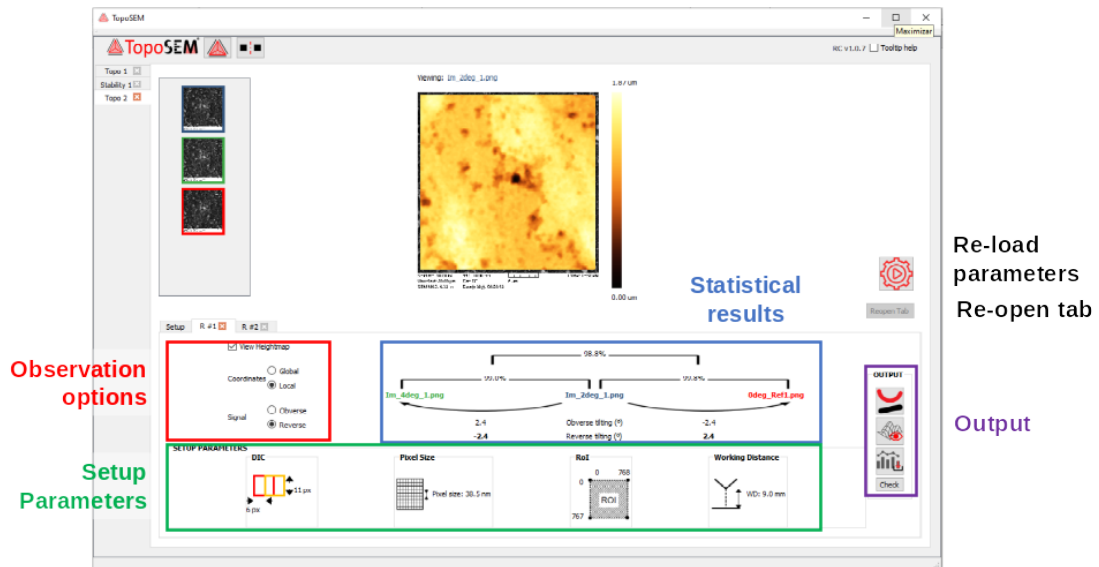 TopoSEM
Maximizar
TopoSEM
RC v1.0.7 Tooltip help
Topo 1
Stability 1
Topo 2
Viewing: Im_2deg_1.png
1.87 um
0.00 um
Re-load
parameters
Re-open tab
Reopen Tab
Statistical
results
Setup R #1 R #2
Observation
options
View Heightmap
Coordinates
Global
Local
Signal
Obverse
Reverse
98.8%
99.0% 99.8%
Im_4deg_1.png Im_2deg_1.png 0deg_Ref1.png
2.4 Obverse tilting (º) -2.4
-2.4 Reverse tilting (º) 2.4
OUTPUT
Check
Output
Setup
Parameters
SETUP PARAMETERS
DIC
11 px
6 px
Pixel Size
Pixel size: 30.5 nm
RoI
0 768
0
ROI
767
Working Distance
WD: 9.0 mm